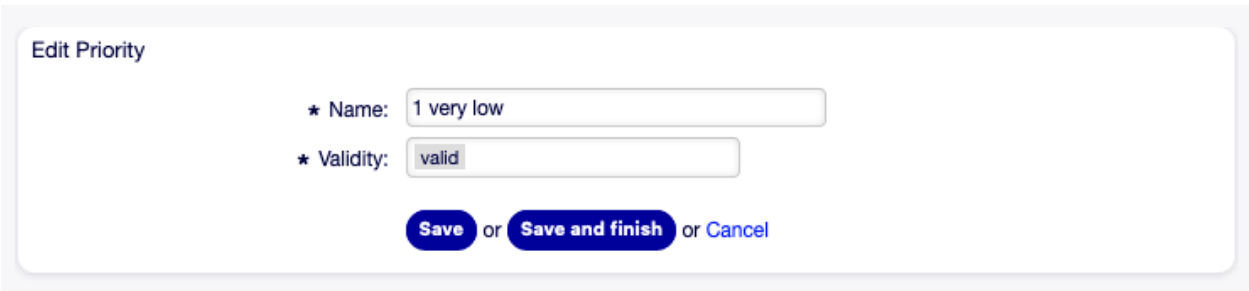 Edit Priority
★ Name: 1 very low
★ Validity: valid
Save or Save and finish or Cancel